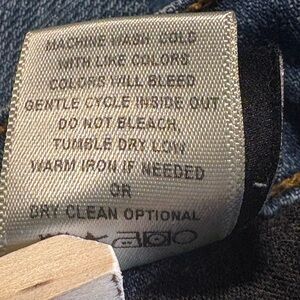 MACHINE WASH COLD
WITH LIKE COLORS
COLORS WILL BLEED
GENTLE CYCLE INSIDE OUT
DO NOT BLEACH,
TUMBLE DRY LOW
WARM IRON IF NEEDED
OR
DRY CLEAN OPTIONAL